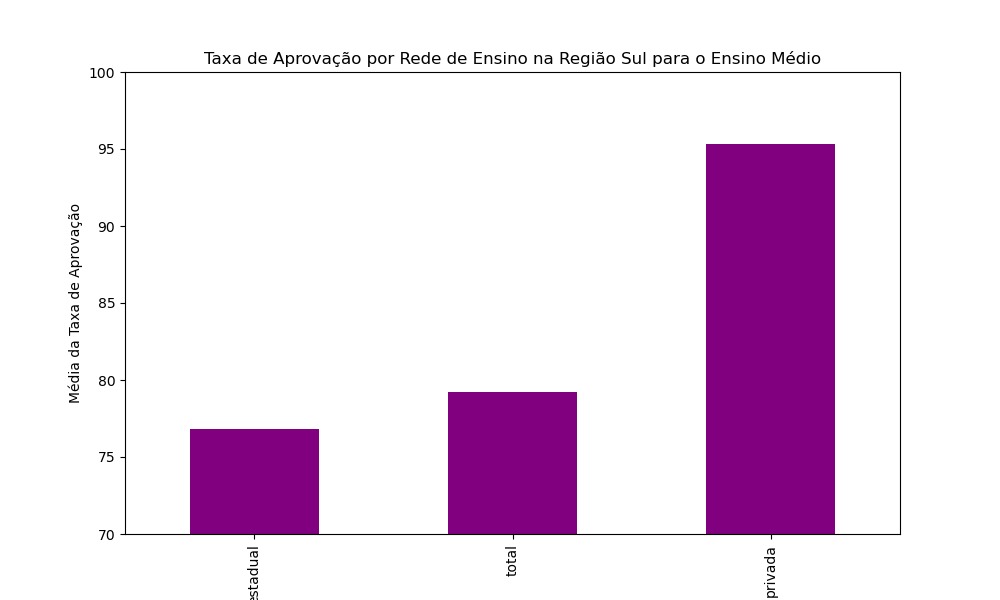 Taxa de Aprovação por Rede de Ensino na Região Sul para o Ensino Médio
Média da Taxa de Aprovação
100
95
90
85
80
75
70
estadual
total
privada